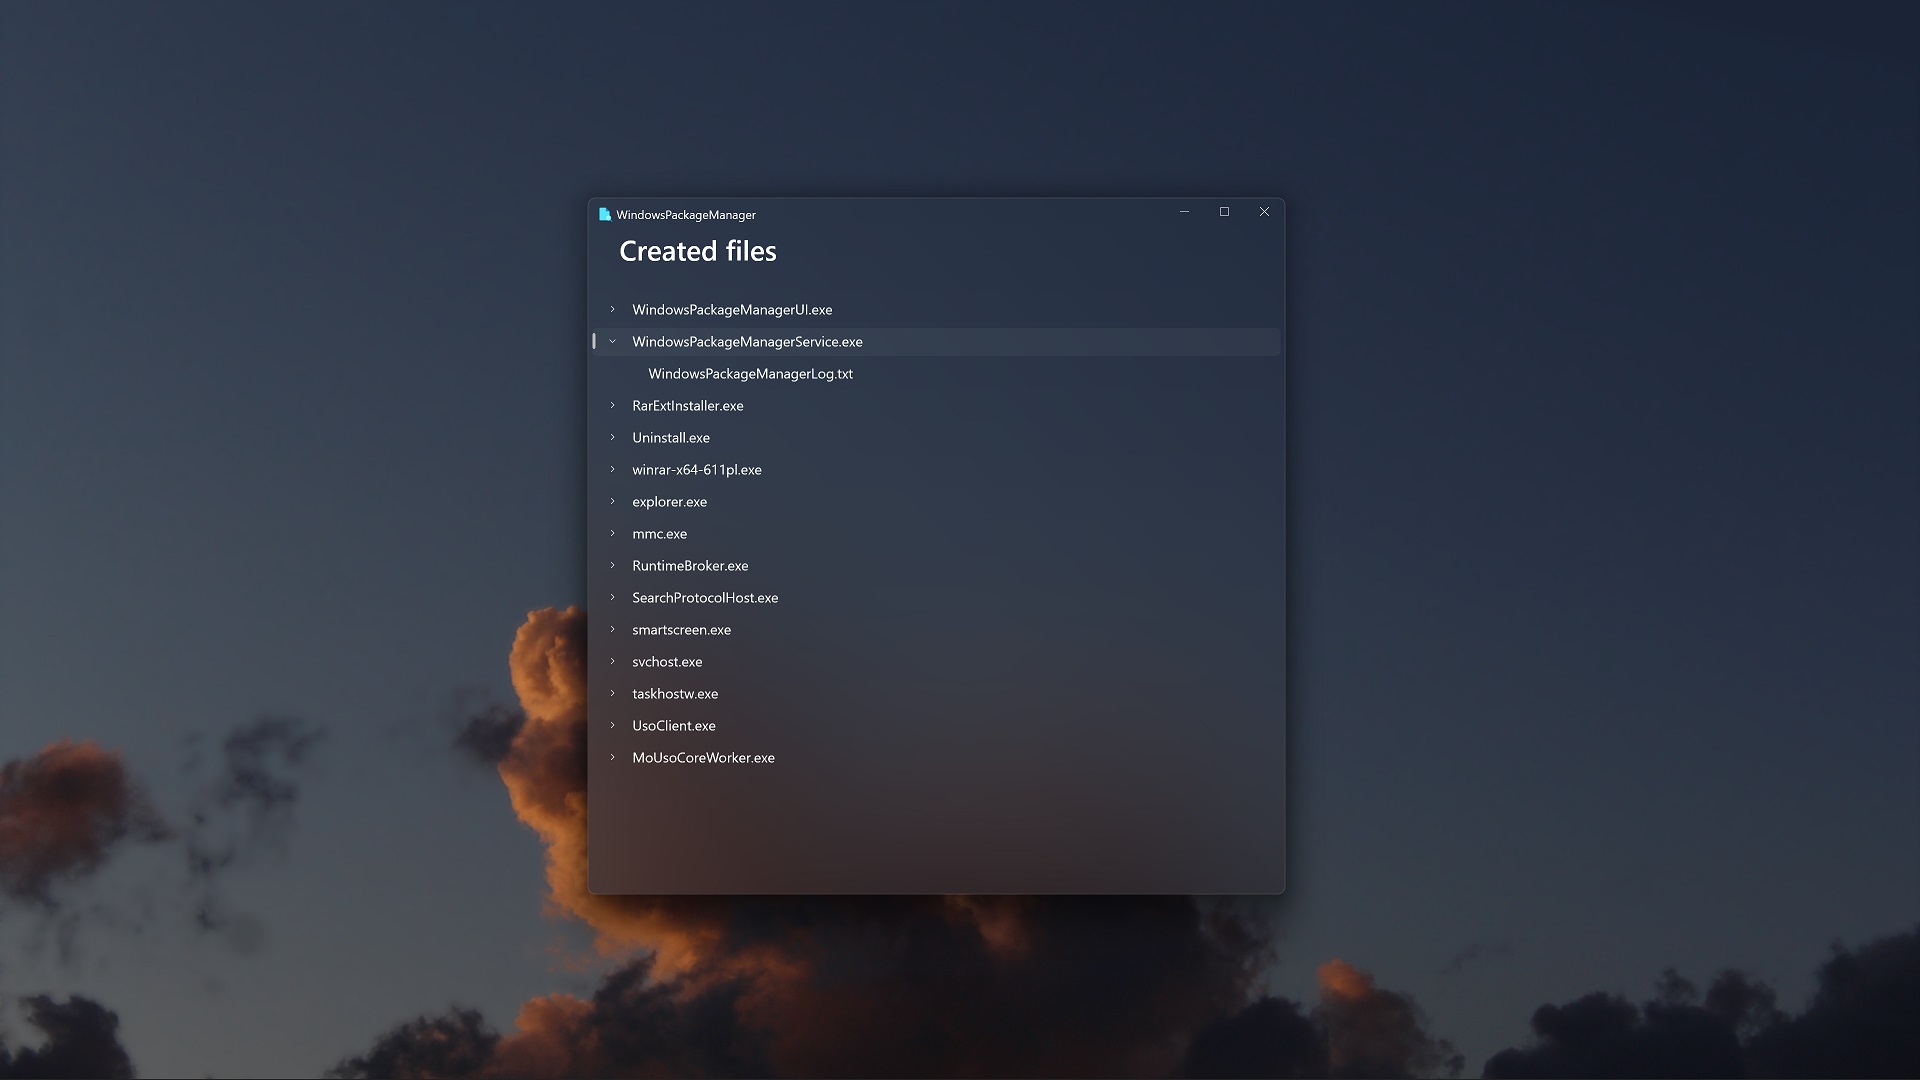 WindowsPackageManager
Created files
WindowsPackageManagerUI.exe
WindowsPackageManagerService.exe
WindowsPackageManagerLog.txt
RarExtInstaller.exe
Uninstall.exe
winrar-x64-611pl.exe
explorer.exe
mmc.exe
RuntimeBroker.exe
SearchProtocolHost.exe
smartscreen.exe
svchost.exe
taskhostw.exe
UsoClient.exe
MoUsoCoreWorker.exe